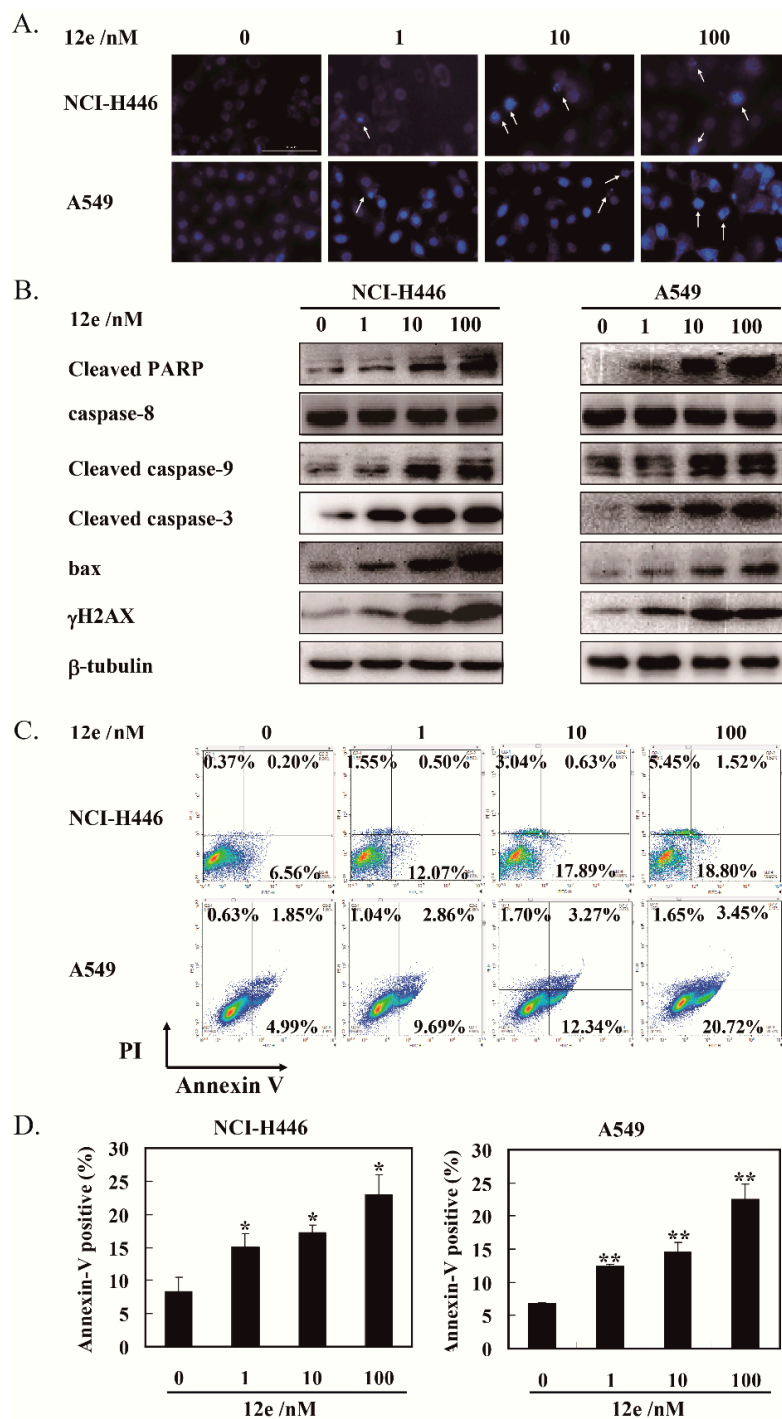 A.
12e /nM 0 1 10 100
NCI-H446
A549
B.
NCI-H446 A549
12e /nM 0 1 10 100 0 1 10 100
Cleaved PARP
caspase-8
Cleaved caspase-9
Cleaved caspase-3
bax
γH2AX
β-tubulin
C.
12e /nM 0 1 10 100
0.37% 0.20% 1.55% 0.50% 3.04% 0.63% 5.45% 1.52%
NCI-H446
6.56% 12.07% 17.89% 18.80%
0.63% 1.85% 1.04% 2.86% 1.70% 3.27% 1.65% 3.45%
A549
4.99% 9.69% 12.34% 20.72%
PI
Annexin V
D.
NCI-H446
Annexin-V positive (%)
30
25
20
15
10
5
0
* * *
0 1 10 100
12e /nM
A549
Annexin-V positive (%)
30
25
20
15
10
5
0
** ** **
0 1 10 100
12e /nM